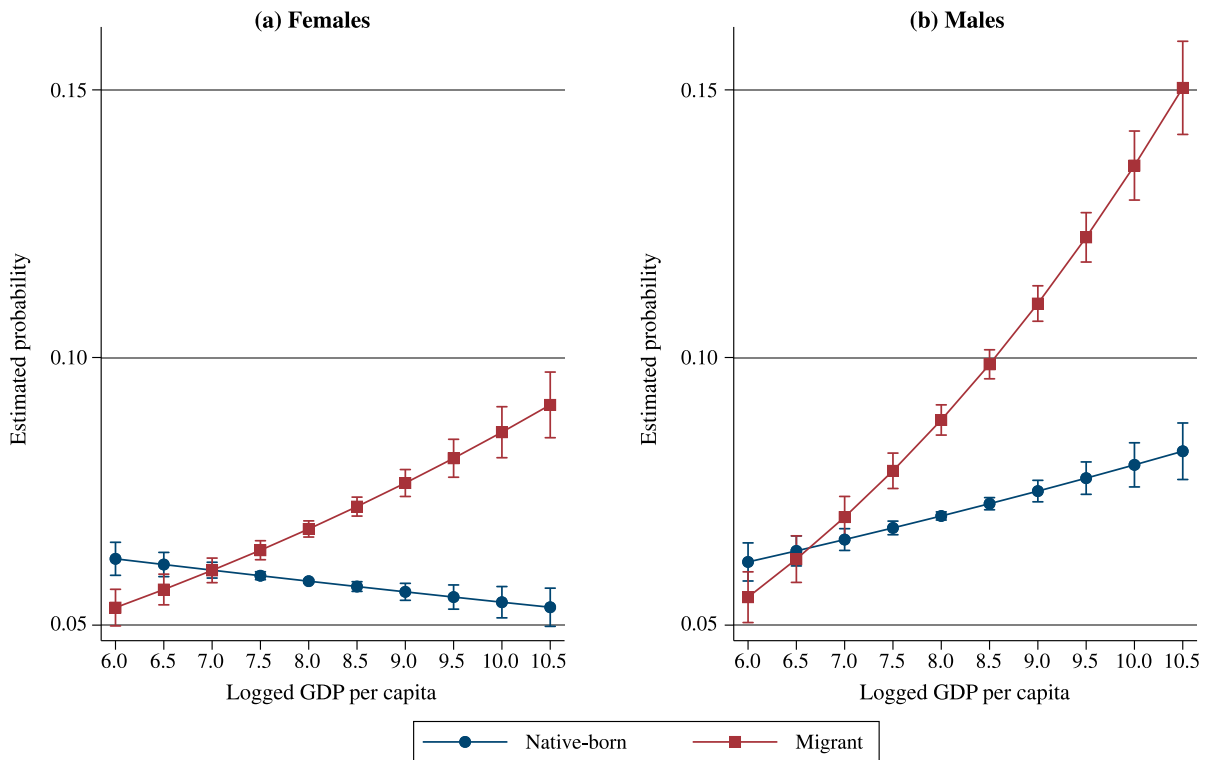 (a) Females
0.15
0.10
0.05
Estimated probability
6.0 6.5 7.0 7.5 8.0 8.5 9.0 9.5 10.0 10.5
Logged GDP per capita
(b) Males
0.15
0.10
0.05
Estimated probability
6.0 6.5 7.0 7.5 8.0 8.5 9.0 9.5 10.0 10.5
Logged GDP per capita
Native-born Migrant